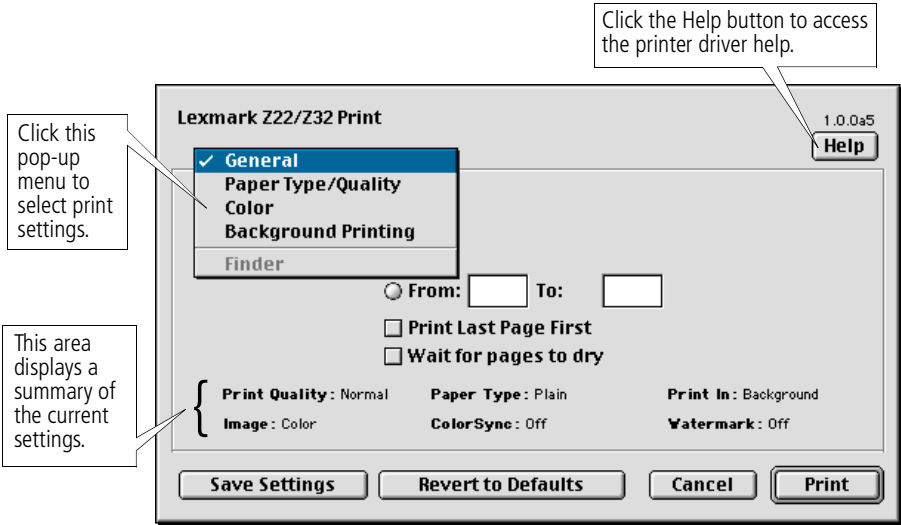 Click the Help button to access
the printer driver help.
Lexmark Z22/Z32 Print
1.0.0a5
Help
Click this
pop-up
menu to
select print
settings.
✓ General
Paper Type/Quality
Color
Background Printing
Finder
From: To:
Print Last Page First
Wait for pages to dry
This area
displays a
summary of
the current
settings.
Print Quality: Normal Paper Type: Plain Print In: Background
Image: Color ColorSync: Off Watermark: Off
Save Settings Revert to Defaults Cancel Print